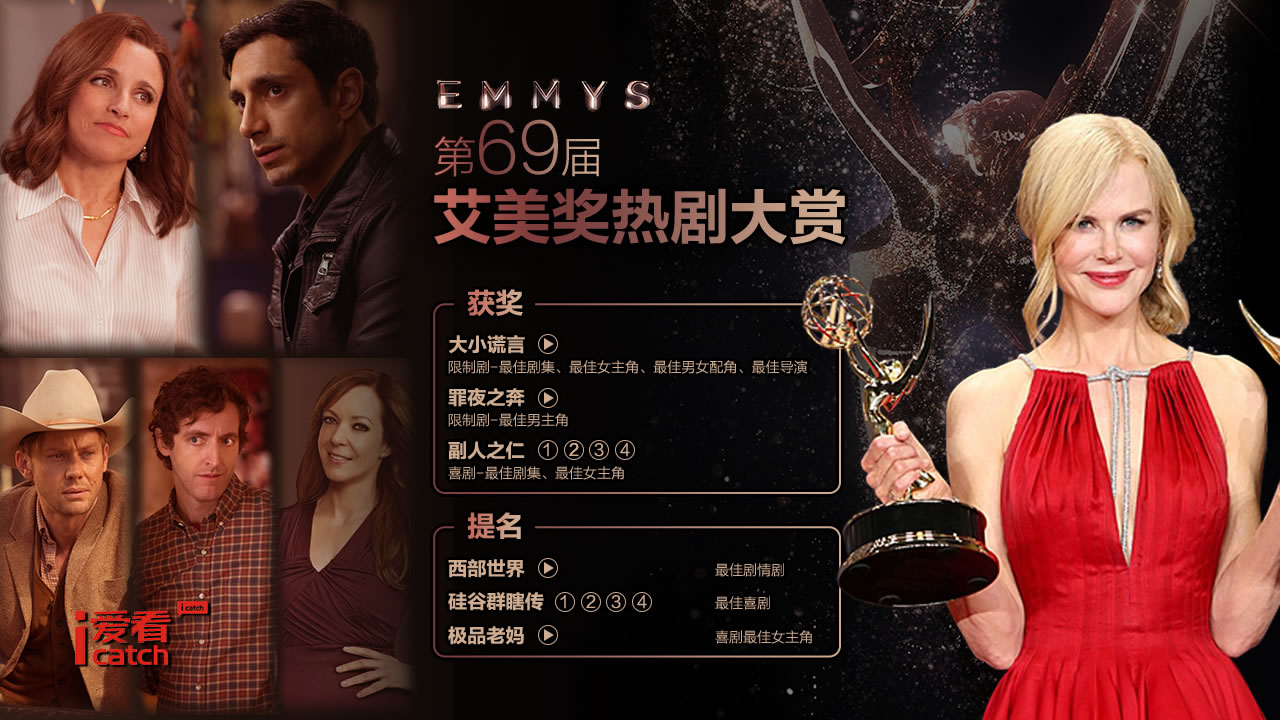 EMMYS
第69届
艾美奖热剧大赏
获奖
大小谎言
限制剧-最佳剧集、最佳女主角、最佳男女配角、最佳导演
罪夜之奔
限制剧-最佳男主角
副人之仁 ① ② ③ ④
喜剧-最佳剧集、最佳女主角
提名
西部世界 最佳剧情剧
硅谷群瞎传 ① ② ③ ④ 最佳喜剧
极品老妈 喜剧最佳女主角
i爱看 i catch
icatch